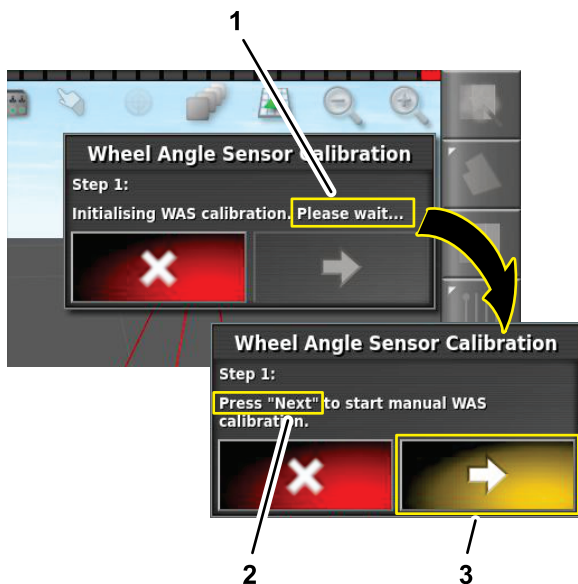 1
Wheel Angle Sensor Calibration
Step 1:
Initialising WAS calibration. Please wait...
Wheel Angle Sensor Calibration
Step 1:
Press "Next" to start manual WAS
calibration.
2
3